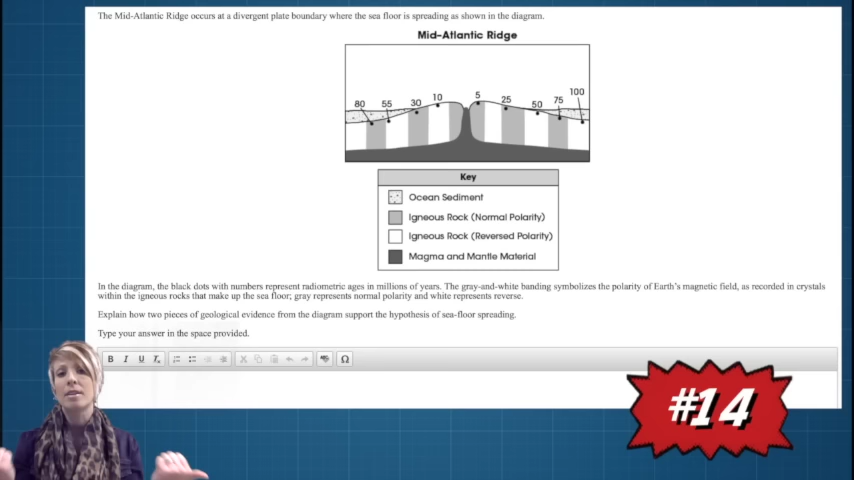 The Mid-Atlantic Ridge occurs at a divergent plate boundary where the sea floor is spreading as shown in the diagram.
Mid–Atlantic Ridge
80 55 30 10 5 25 50 75 100
Key
Ocean Sediment
Igneous Rock (Normal Polarity)
Igneous Rock (Reversed Polarity)
Magma and Mantle Material
In the diagram, the black dots with numbers represent radiometric ages in millions of years. The gray-and-white banding symbolizes the polarity of Earth's magnetic field, as recorded in crystals
within the igneous rocks that make up the sea floor; gray represents normal polarity and white represents reverse.
Explain how two pieces of geological evidence from the diagram support the hypothesis of sea-floor spreading.
Type your answer in the space provided.
B I U Tx Ω
#14